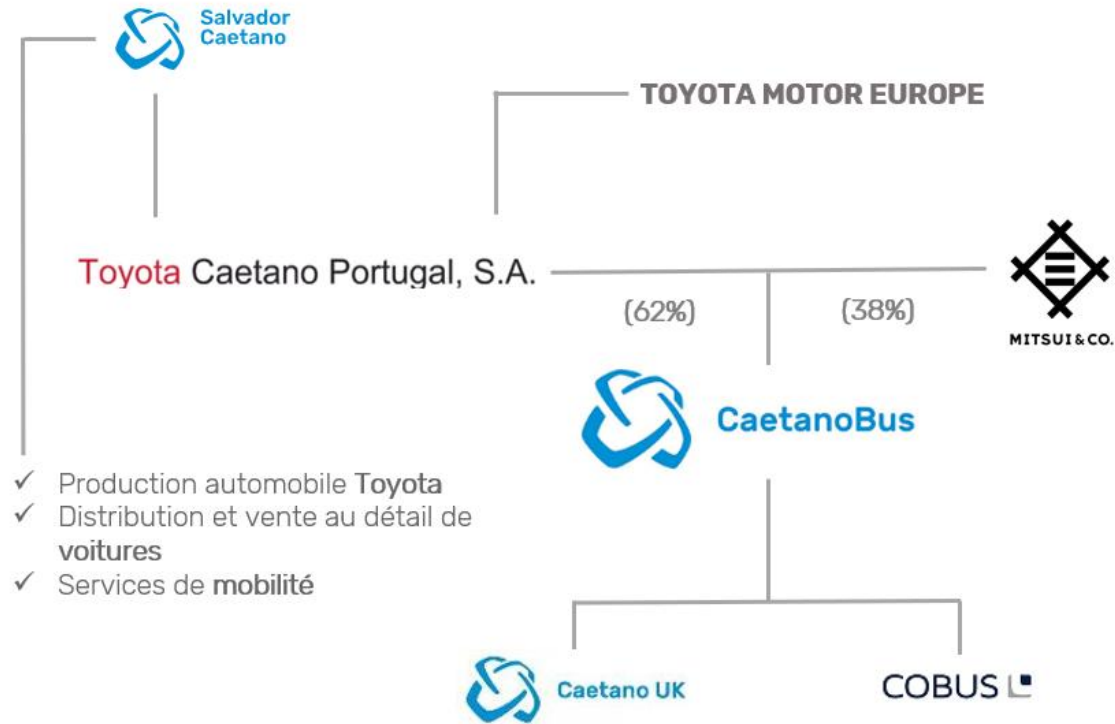 Salvador
Caetano
TOYOTA MOTOR EUROPE
Toyota Caetano Portugal, S.A.
(62%)
(38%)
MITSUI & CO.
CaetanoBus
✓ Production automobile Toyota
✓ Distribution et vente au détail de
voitures
✓ Services de mobilité
Caetano UK
COBUS